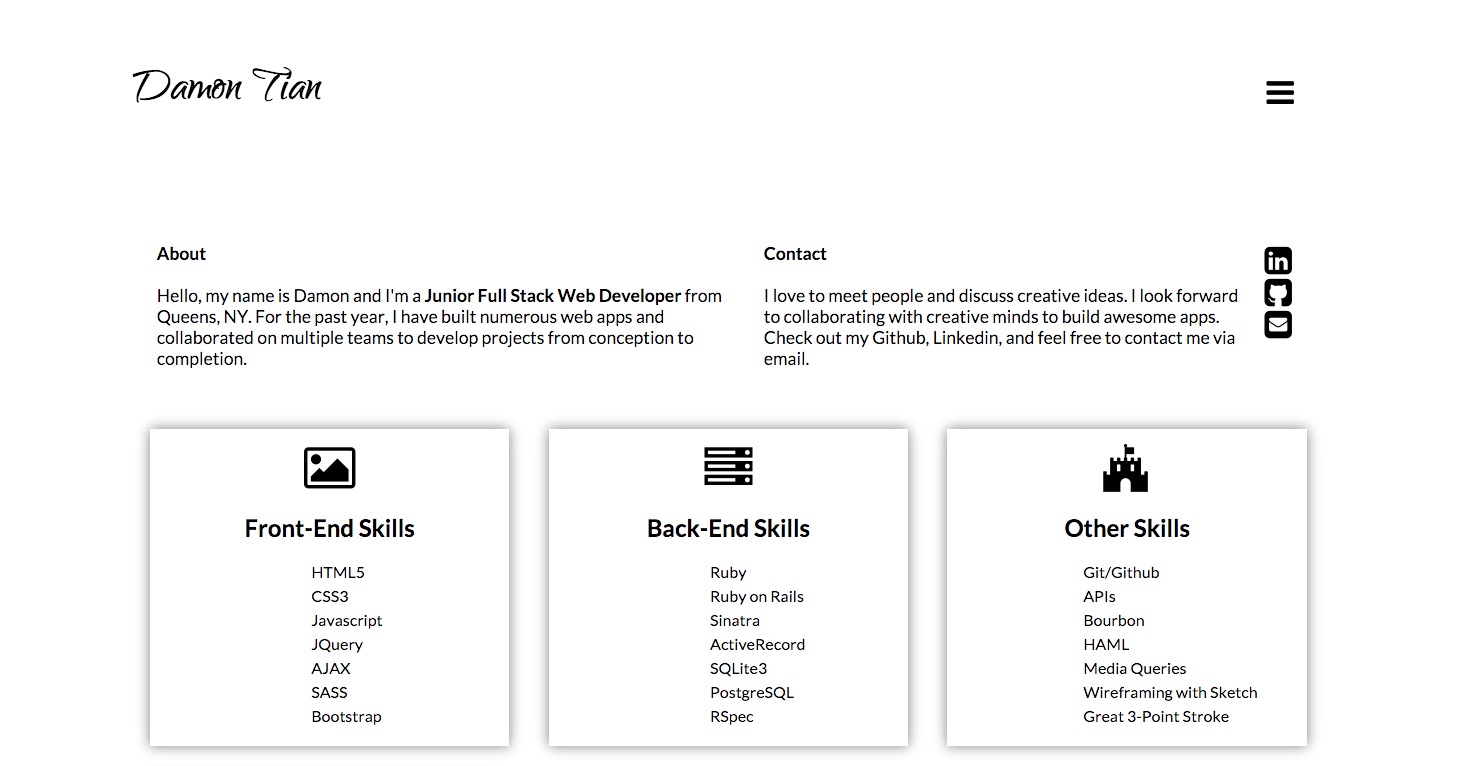 Damon Tian
About
Hello, my name is Damon and I'm a Junior Full Stack Web Developer from
Queens, NY. For the past year, I have built numerous web apps and
collaborated on multiple teams to develop projects from conception to
completion.
Contact
I love to meet people and discuss creative ideas. I look forward
to collaborating with creative minds to build awesome apps.
Check out my Github, Linkedin, and feel free to contact me via
email.
in
Front-End Skills
HTML5
CSS3
Javascript
JQuery
AJAX
SASS
Bootstrap
Back-End Skills
Ruby
Ruby on Rails
Sinatra
ActiveRecord
SQLite3
PostgreSQL
RSpec
Other Skills
Git/Github
APIs
Bourbon
HAML
Media Queries
Wireframing with Sketch
Great 3-Point Stroke